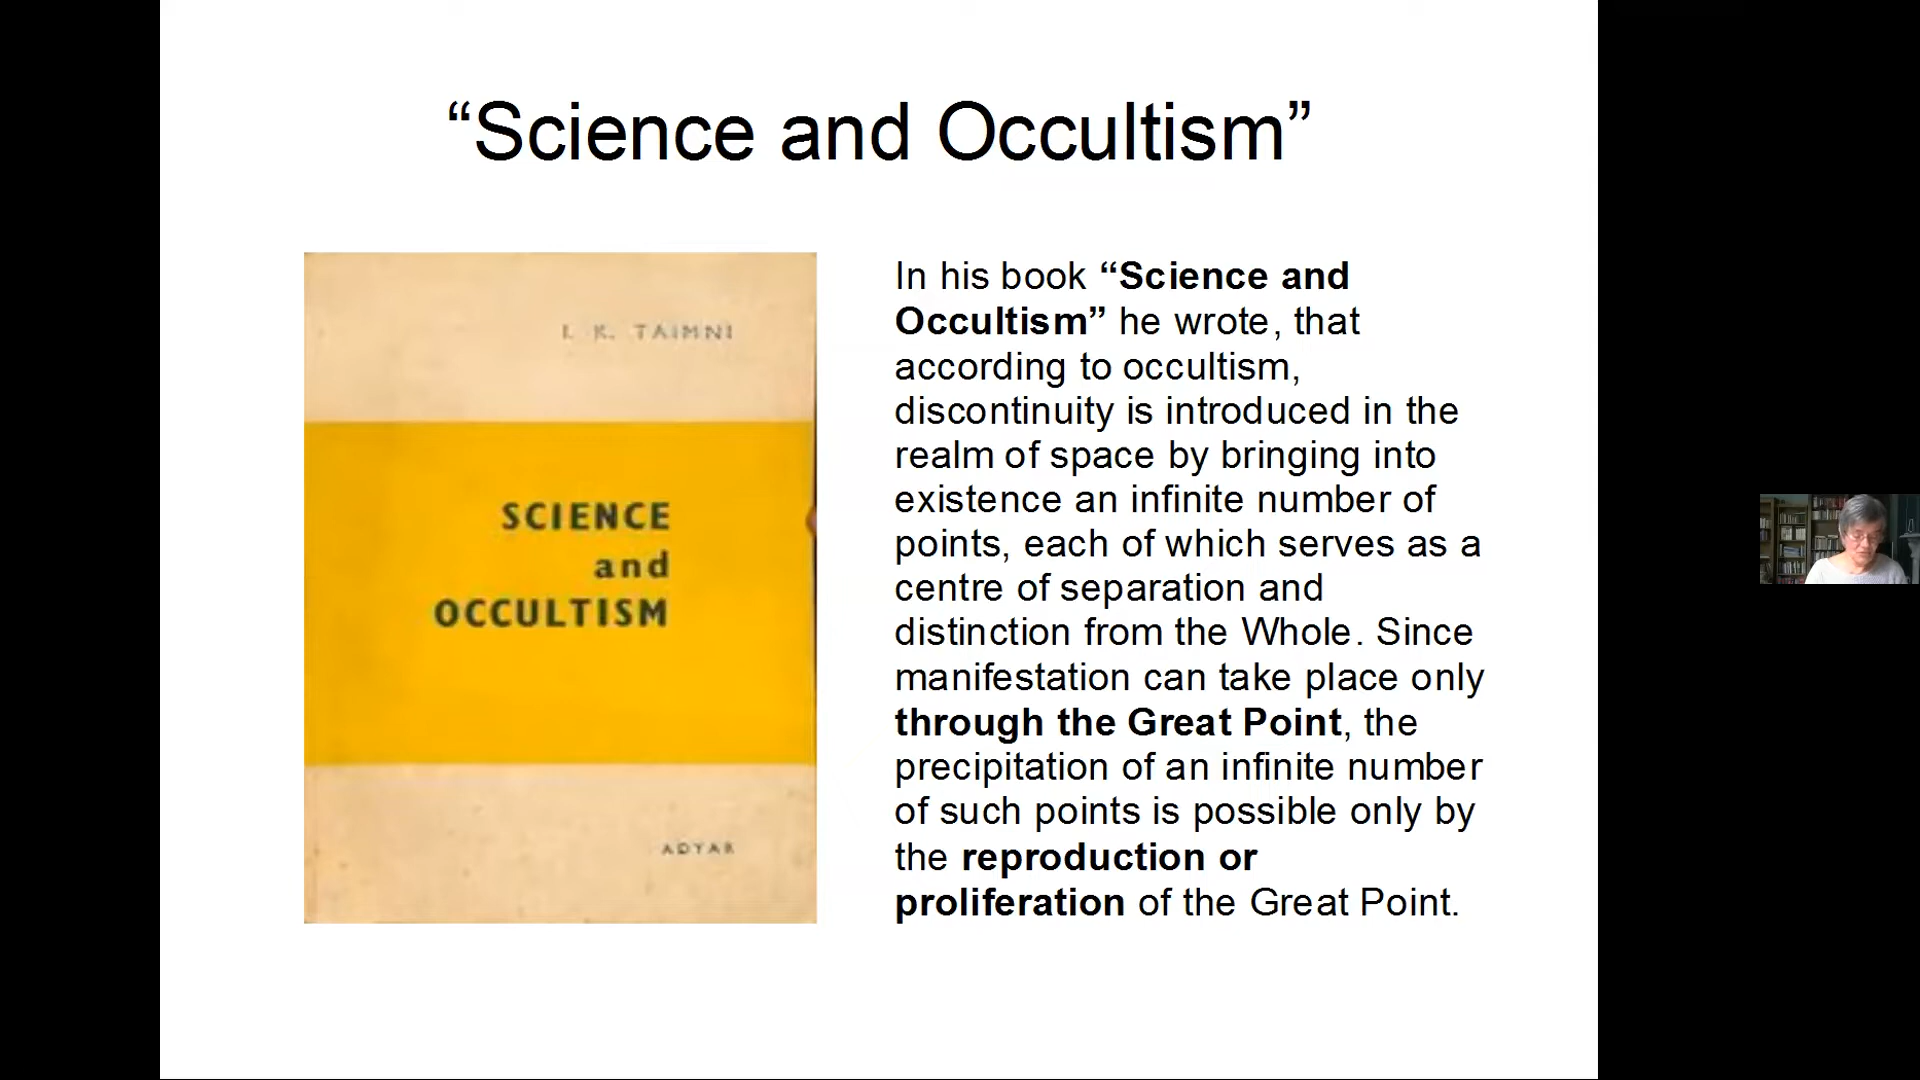 “Science and Occultism”
I. K. TAIMNI
SCIENCE
and
OCCULTISM
ADYAR
In his book “Science and
Occultism” he wrote, that
according to occultism,
discontinuity is introduced in the
realm of space by bringing into
existence an infinite number of
points, each of which serves as a
centre of separation and
distinction from the Whole. Since
manifestation can take place only
through the Great Point, the
precipitation of an infinite number
of such points is possible only by
the reproduction or
proliferation of the Great Point.